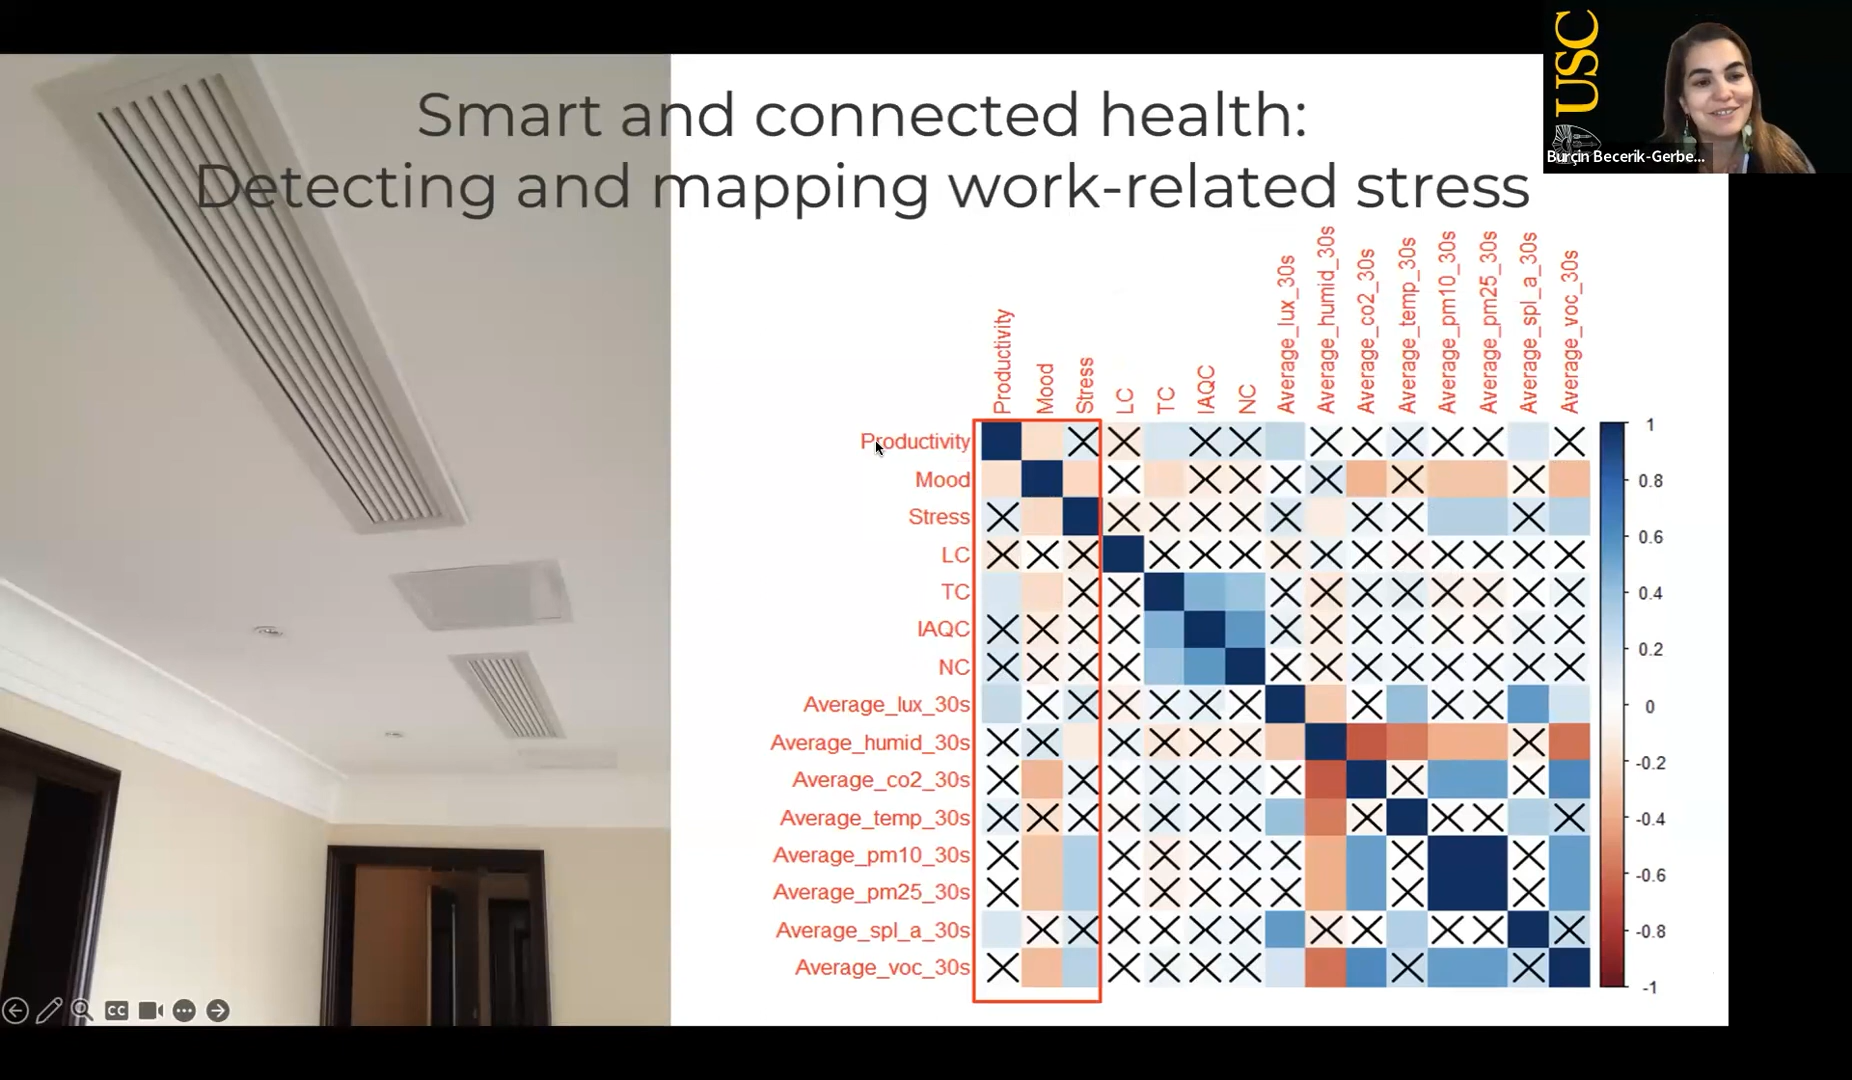 Smart and connected health:
Detecting and mapping work-related stress
USC
Burçin Becerik-Gerbe...
Productivity
Mood
Stress
LC
TC
IAQC
NC
Average_lux_30s
Average_humid_30s
Average_co2_30s
Average_temp_30s
Average_pm10_30s
Average_pm25_30s
Average_spl_a_30s
Average_voc_30s
Productivity
Mood
Stress
LC
TC
IAQC
NC
Average_lux_30s
Average_humid_30s
Average_co2_30s
Average_temp_30s
Average_pm10_30s
Average_pm25_30s
Average_spl_a_30s
Average_voc_30s
1
0.8
0.6
0.4
0.2
0
-0.2
-0.4
-0.6
-0.8
-1
CC